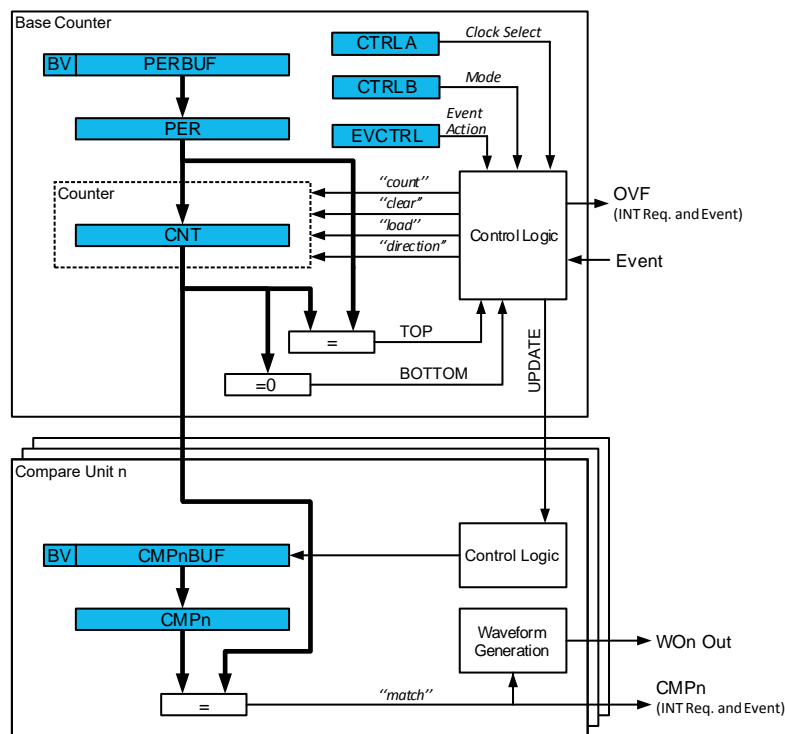 Base Counter
BV PERBUF
PER
Counter
CNT
CTRLA
CTRLB
EVCTRL
Clock Select
Mode
Event
Action
“count”
“clear”
“load”
“direction”
Control Logic
OVF
(INT Req. and Event)
Event
=
TOP
=0
BOTTOM
UPDATE
Compare Unit n
BV CMPnBUF
CMPn
Control Logic
Waveform
Generation
WOn Out
=
“match”
CMPn
(INT Req. and Event)